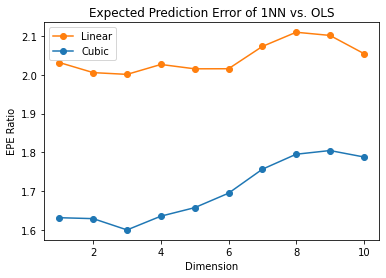 Expected Prediction Error of 1NN vs. OLS
Linear
Cubic
EPE Ratio
2.1
2.0
1.9
1.8
1.7
1.6
2 4 6 8 10
Dimension